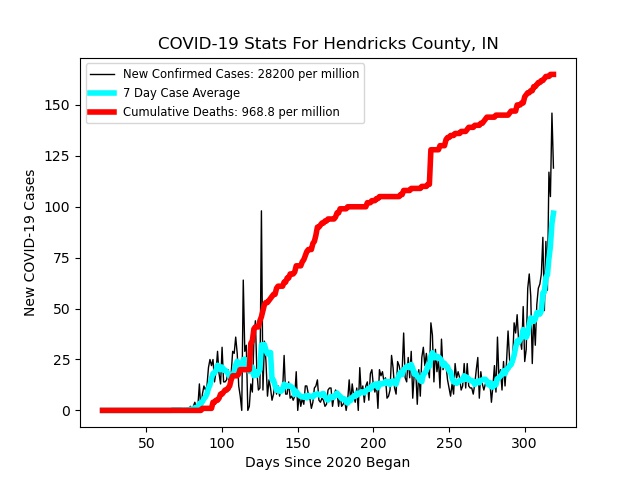 COVID-19 Stats For Hendricks County, IN
New Confirmed Cases: 28200 per million
7 Day Case Average
Cumulative Deaths: 968.8 per million
New COVID-19 Cases
150
125
100
75
50
25
0
50 100 150 200 250 300
Days Since 2020 Began